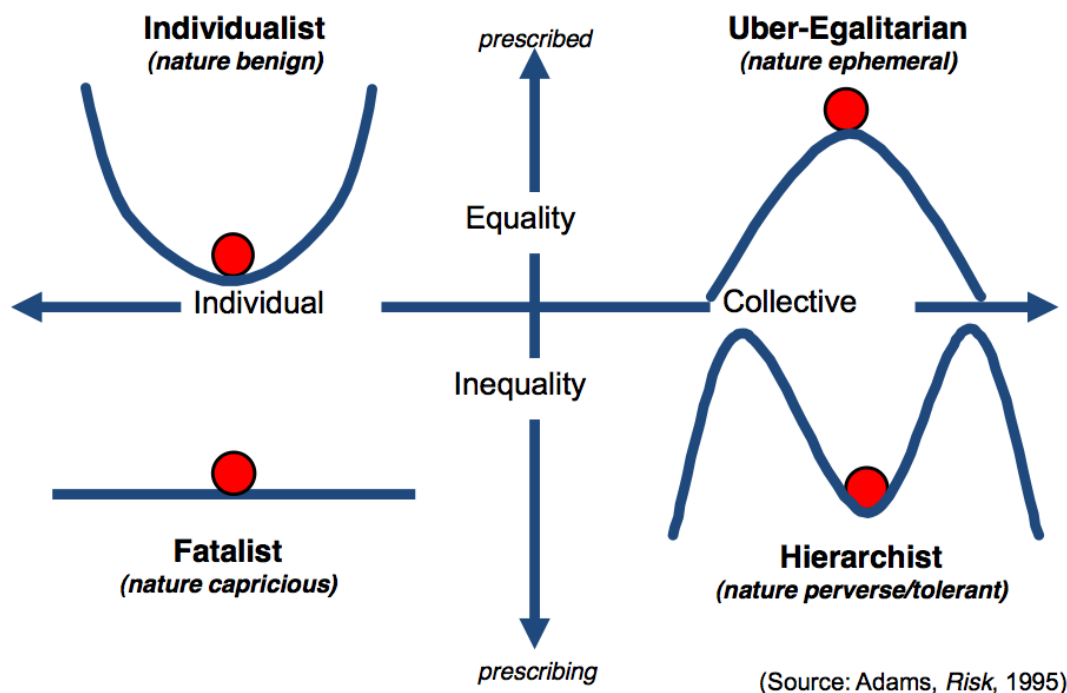 Individualist
(nature benign)
prescribed
Uber-Egalitarian
(nature ephemeral)
Equality
Individual
Collective
Inequality
Fatalist
(nature capricious)
Hierarchist
(nature perverse/tolerant)
prescribing
(Source: Adams, Risk, 1995)